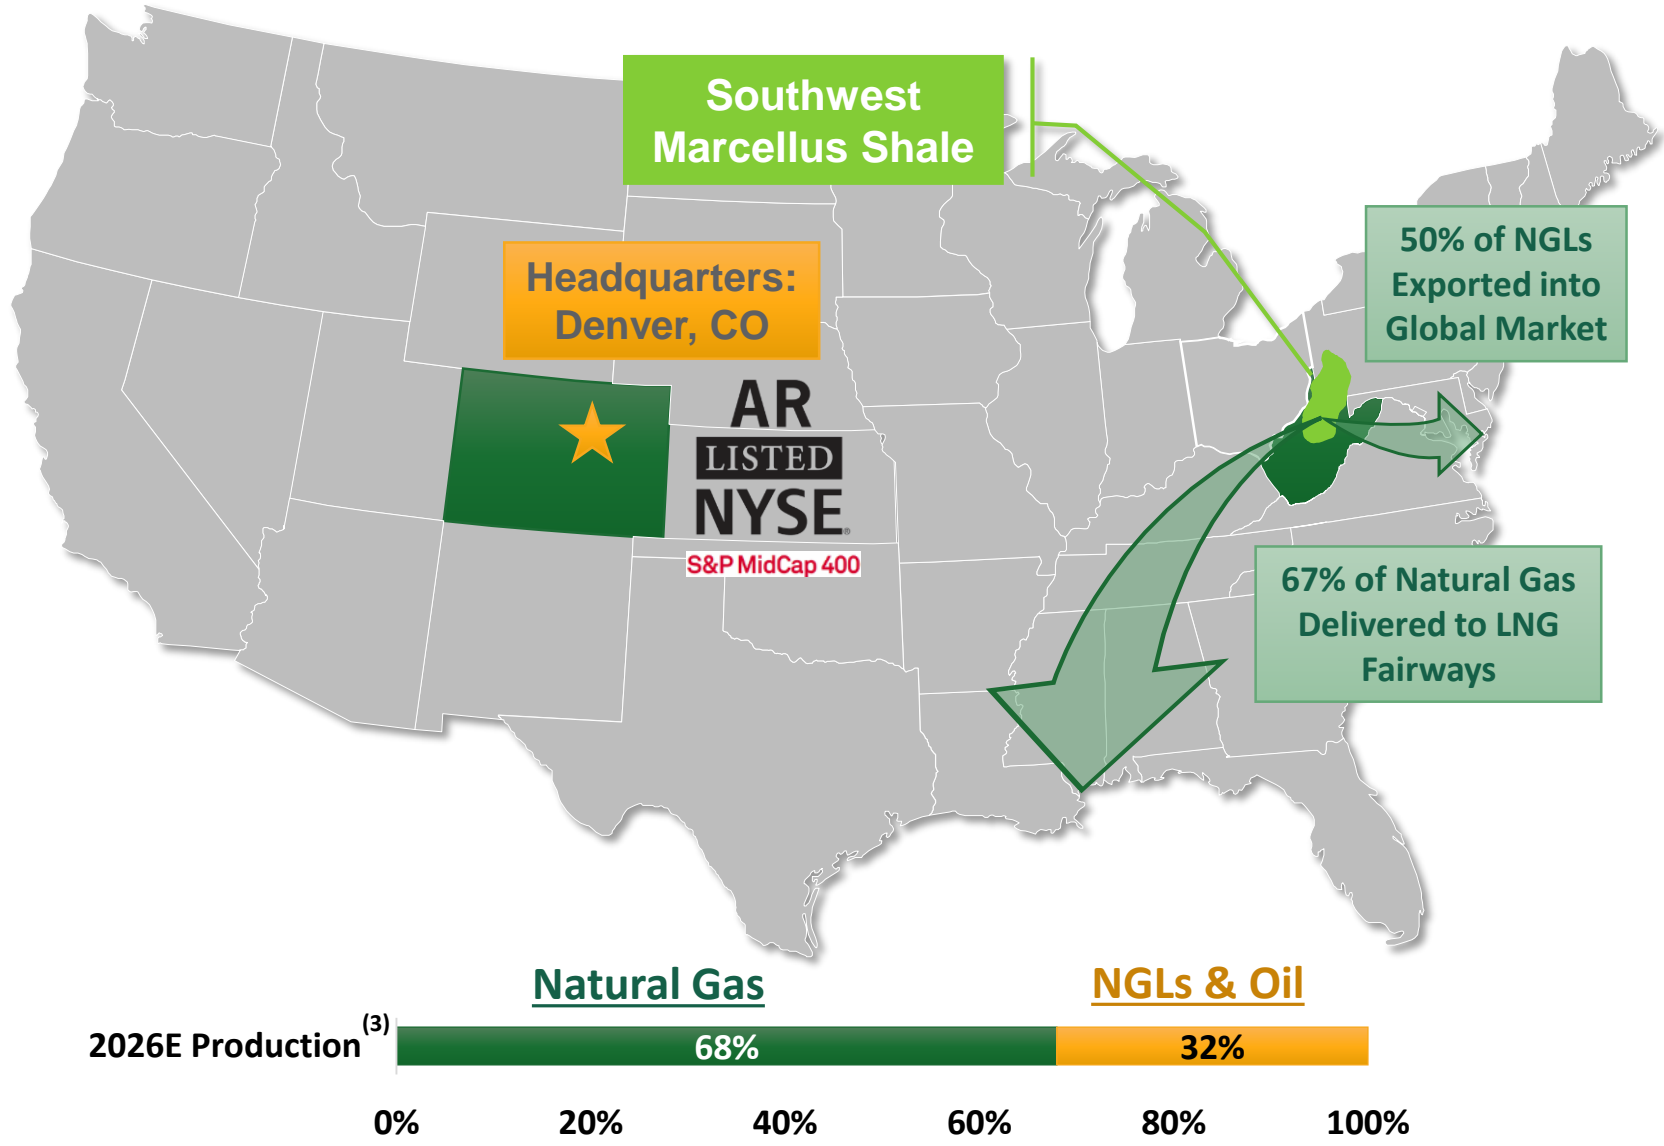 Southwest
Marcellus Shale
50% of NGLs
Exported into
Global Market
Headquarters:
Denver, CO
AR
LISTED
NYSE®
S&P MidCap 400
67% of Natural Gas
Delivered to LNG
Fairways
Natural Gas
NGLs & Oil
2026E Production (3)
68%
32%
0% 20% 40% 60% 80% 100%